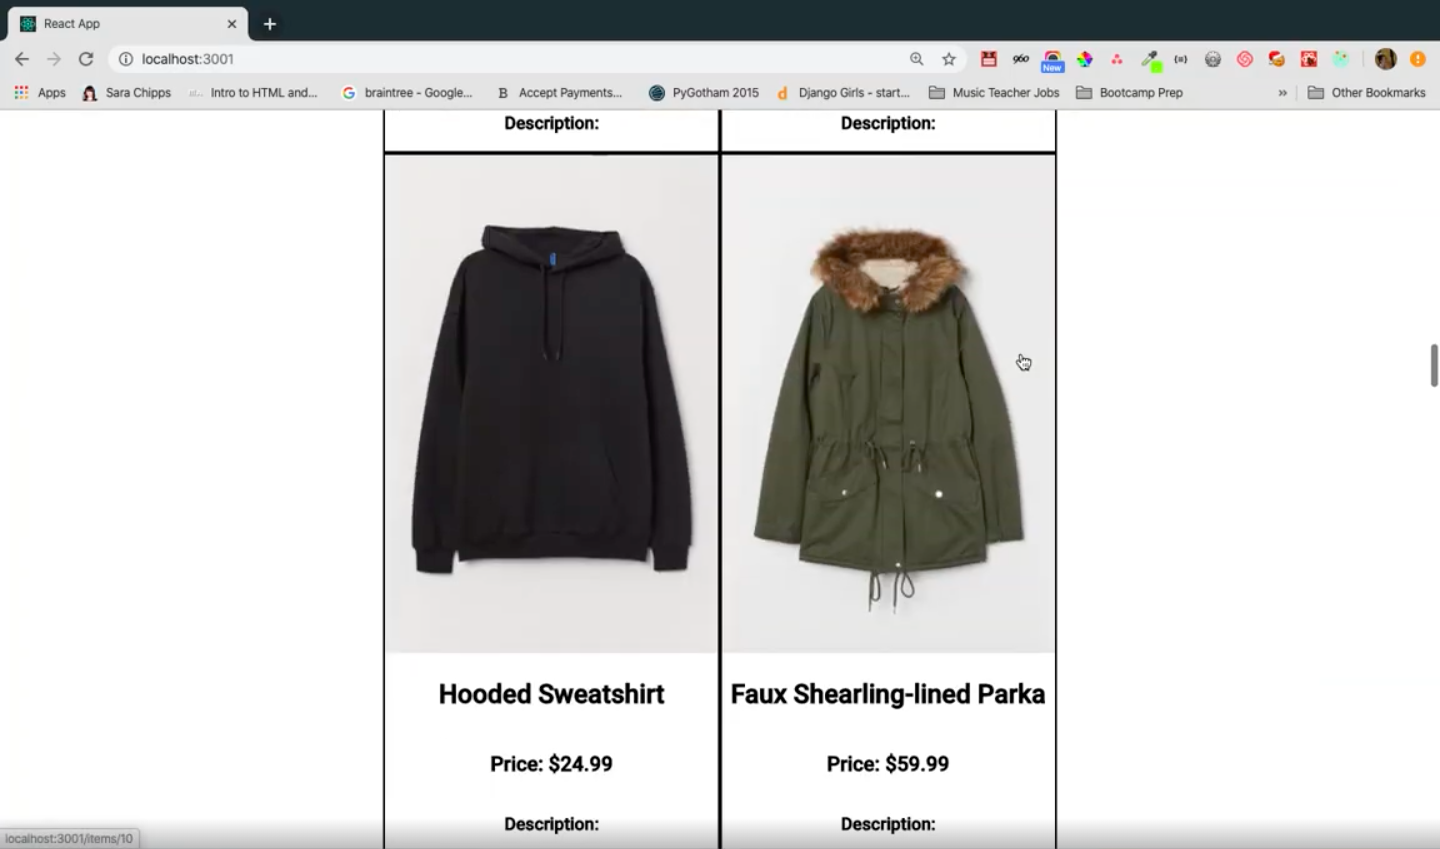 React App
localhost:3001
960
New
Apps
Sara Chipps
Intro to HTML and...
braintree - Google...
B Accept Payments...
PyGotham 2015
d Django Girls - start...
Music Teacher Jobs
Bootcamp Prep
»
Other Bookmarks
Description:
Description:
Hooded Sweatshirt
Faux Shearling-lined Parka
Price: $24.99
Price: $59.99
Description:
Description:
localhost:3001/items/10